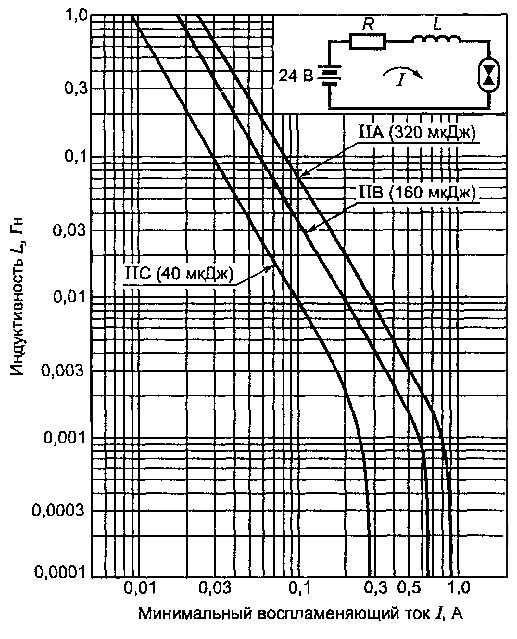 1,0
0,3
0,1
0,03
0,01
0,003
0,001
0,0003
0,0001
Индуктивность L, Гн
R
L
24 В
I
IIA (320 мкДж)
IIB (160 мкДж)
IIC (40 мкДж)
0,01
0,03
0,1
0,3
0,5
1,0
Минимальный воспламеняющий ток I, А